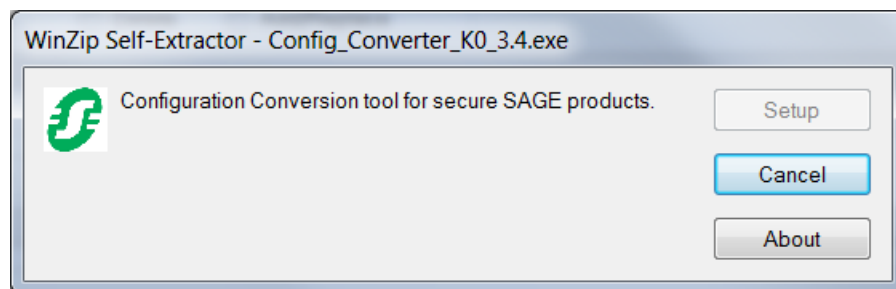 WinZip Self-Extractor - Config_Converter_K0_3.4.exe
Configuration Conversion tool for secure SAGE products.
Setup
Cancel
About